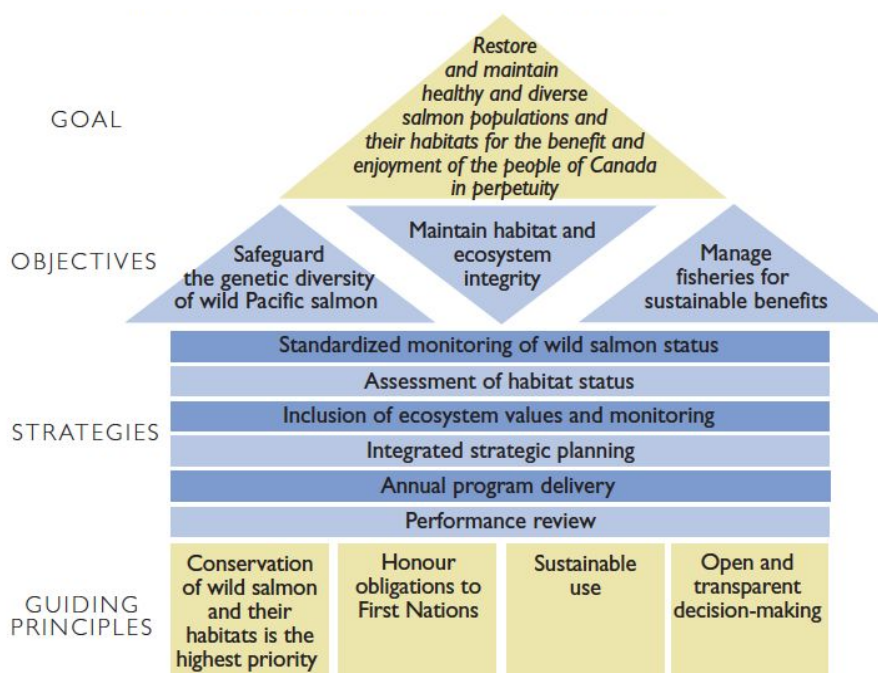 GOAL
Restore
and maintain
healthy and diverse
salmon populations and
their habitats for the benefit and
enjoyment of the people of Canada
in perpetuity
OBJECTIVES
Safeguard
the genetic diversity
of wild Pacific salmon
Maintain habitat and
ecosystem
integrity
Manage
fisheries for
sustainable benefits
STRATEGIES
Standardized monitoring of wild salmon status
Assessment of habitat status
Inclusion of ecosystem values and monitoring
Integrated strategic planning
Annual program delivery
Performance review
GUIDING
PRINCIPLES
Conservation
of wild salmon
and their
habitats is the
highest priority
Honour
obligations to
First Nations
Sustainable
use
Open and
transparent
decision-making